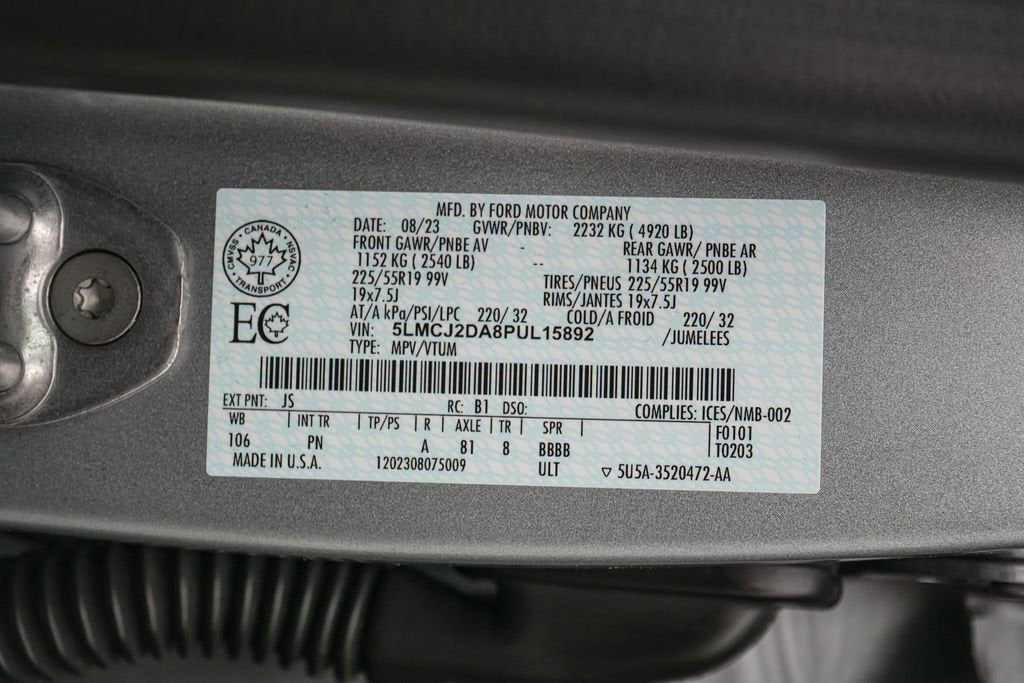 MFD. BY FORD MOTOR COMPANY
DATE: 08/23 GVWR/PNBV: 2232 KG ( 4920 LB)
FRONT GAWR/PNBE AV - REAR GAWR/ PNBE AR
1152 KG ( 2540 LB) -- 1134 KG ( 2500 LB)
225/55R19 99V TIRES/PNEUS 225/55R19 99V
19x7.5J RIMS/JANTES 19x7.5J
AT/A kPa/PSI/LPC 220/ 32 COLD/A FROID 220/ 32
VIN: 5LMCJ2DA8PUL15892 /JUMELEES
TYPE: MPV/VTUM
CANADA
CMVSS NSVAC
977
TRANSPORT
EC
EXT PNT: JS RC: B1 DSO: COMPLIES: ICES/NMB-002
WB | INT TR | TP/PS | R | AXLE | TR | SPR | F0101
106 PN A 81 8 BBBB T0203
MADE IN U.S.A. 1202308075009 ULT ▽ 5U5A-3520472-AA